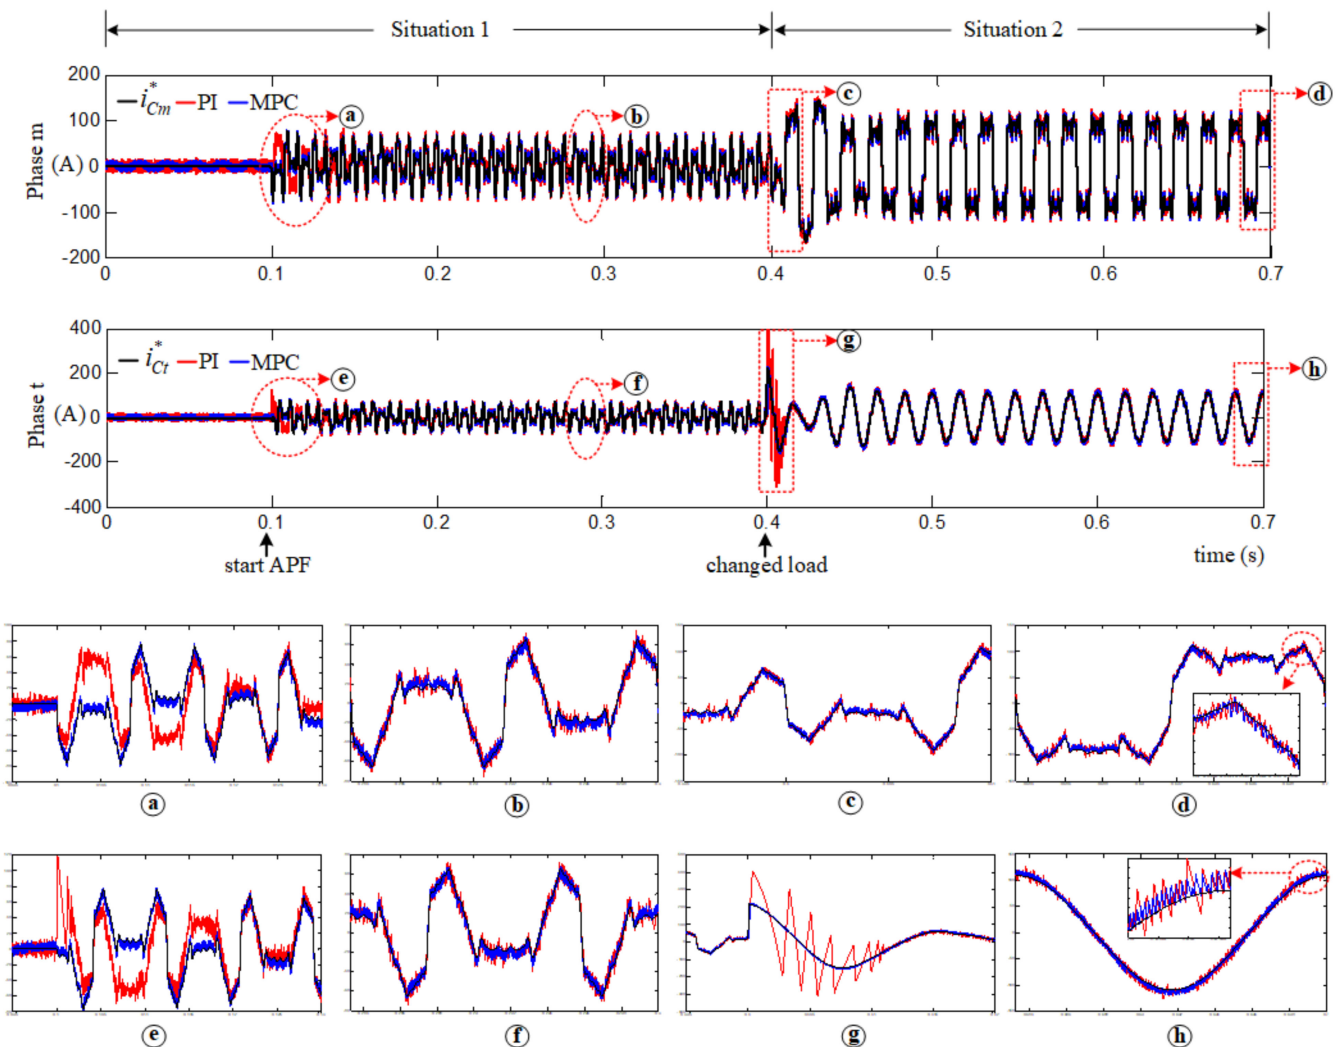 Situation 1 Situation 2
200
100
0
-100
-200
Phase m
(A)
i*Cm PI MPC
a b c d
0 0.1 0.2 0.3 0.4 0.5 0.6 0.7
400
200
0
-200
-400
Phase t
(A)
i*Ct PI MPC
e f g h
0 0.1 0.2 0.3 0.4 0.5 0.6 0.7
start APF changed load time (s)
a b c d
e f g h